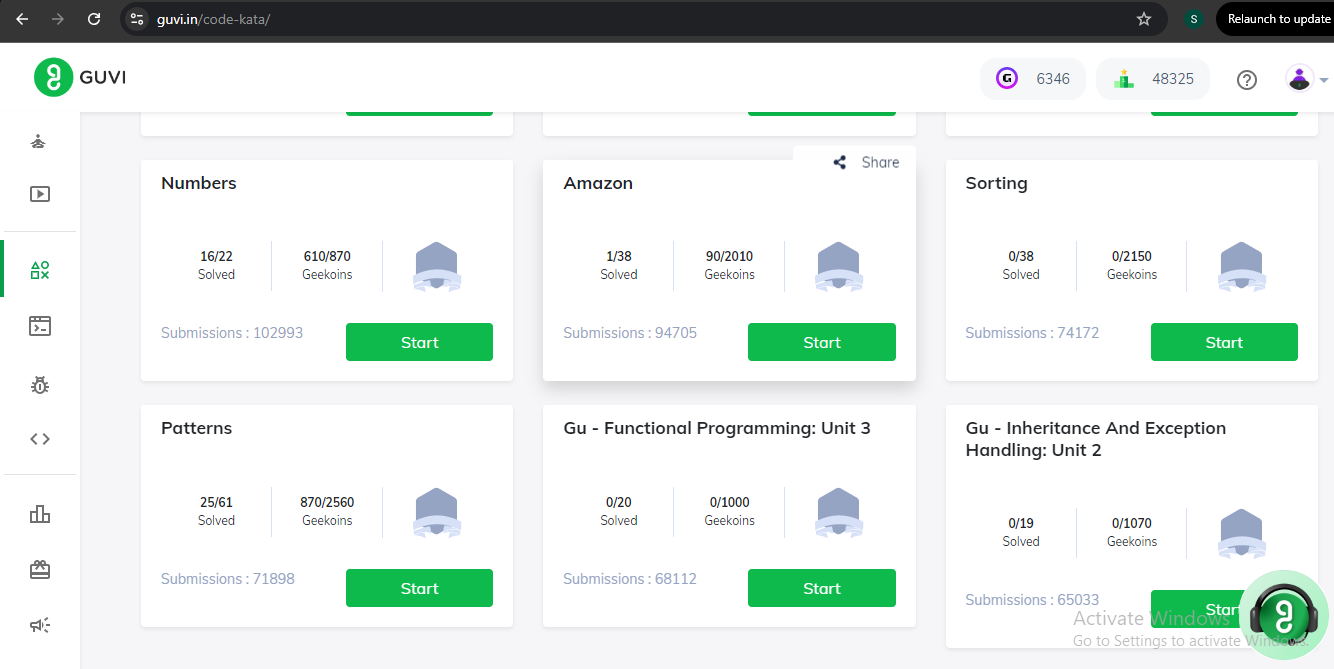 guvi.in/code-kata/
S
Relaunch to update
GUVI
G
6346
48325
Share
Numbers
16/22
Solved
610/870
Geekoins
Submissions : 102993
Start
Amazon
1/38
Solved
90/2010
Geekoins
Submissions : 94705
Start
Sorting
0/38
Solved
0/2150
Geekoins
Submissions : 74172
Start
Patterns
25/61
Solved
870/2560
Geekoins
Submissions : 71898
Start
Gu - Functional Programming: Unit 3
0/20
Solved
0/1000
Geekoins
Submissions : 68112
Start
Gu - Inheritance And Exception
Handling: Unit 2
0/19
Solved
0/1070
Geekoins
Submissions : 65033
Start
Activate Windows
Go to Settings to activate Windows.